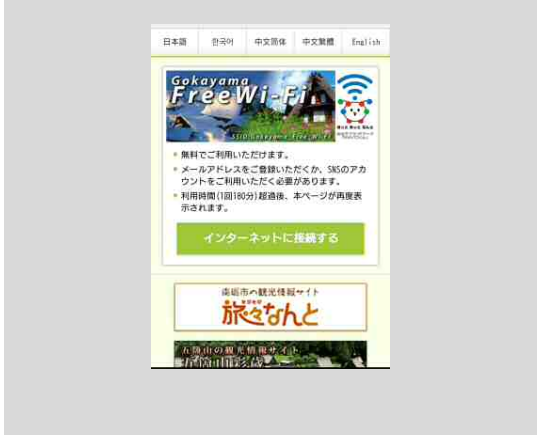 日本語 한국어 中文简体 中文繁體 English
Gokayama
Free Wi-Fi
SSID:Gokayama_Free_Wi-Fi
無料でご利用いただけます。
メールアドレスをご登録いただくか、SNSのアカ
ウントをご利用いただく必要があります。
利用時間(1回180分)超過後、本ページが再度表
示されます。
インターネットに接続する
南砺市の観光情報サイト
旅々なんと
五箇山の観光情報サイト